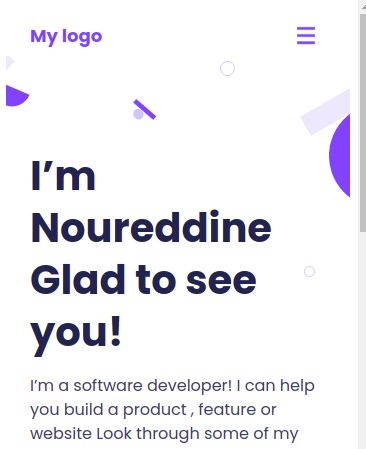 My logo
I’m
Noureddine
Glad to see
you!
I’m a software developer! I can help
you build a product , feature or
website Look through some of my